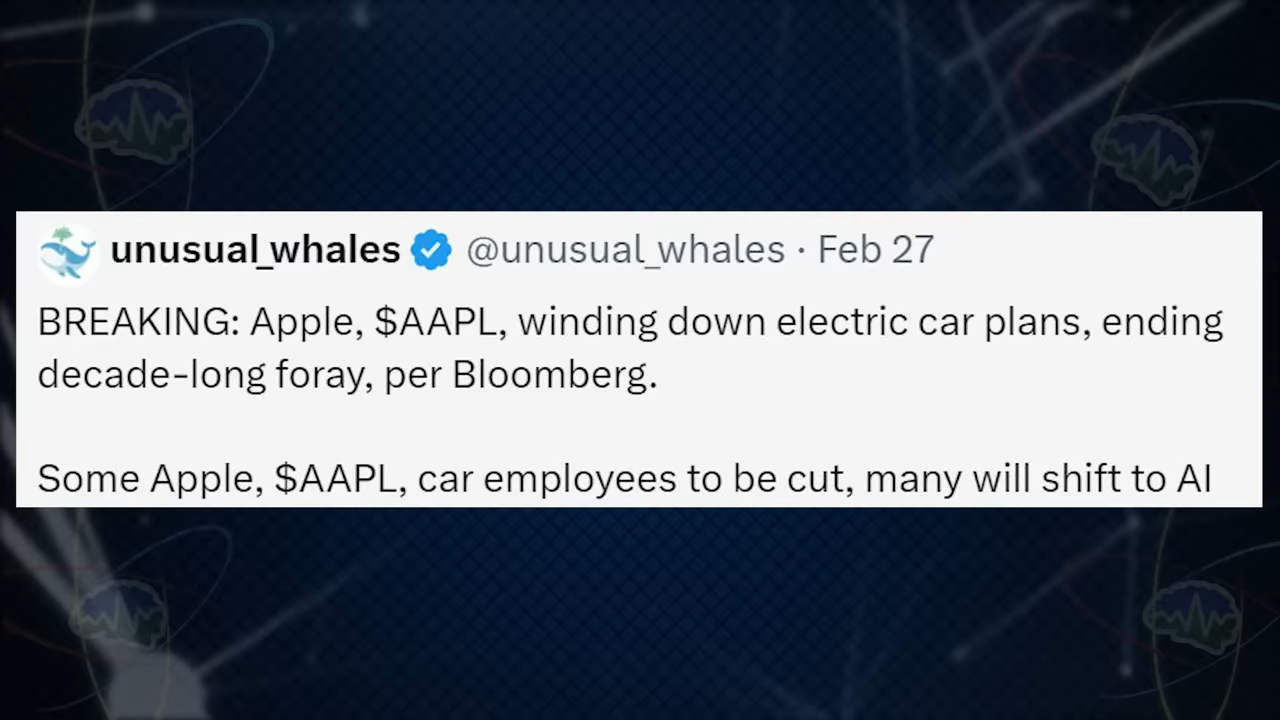 unusual_whales @unusual_whales · Feb 27
BREAKING: Apple, $AAPL, winding down electric car plans, ending
decade-long foray, per Bloomberg.
Some Apple, $AAPL, car employees to be cut, many will shift to AI